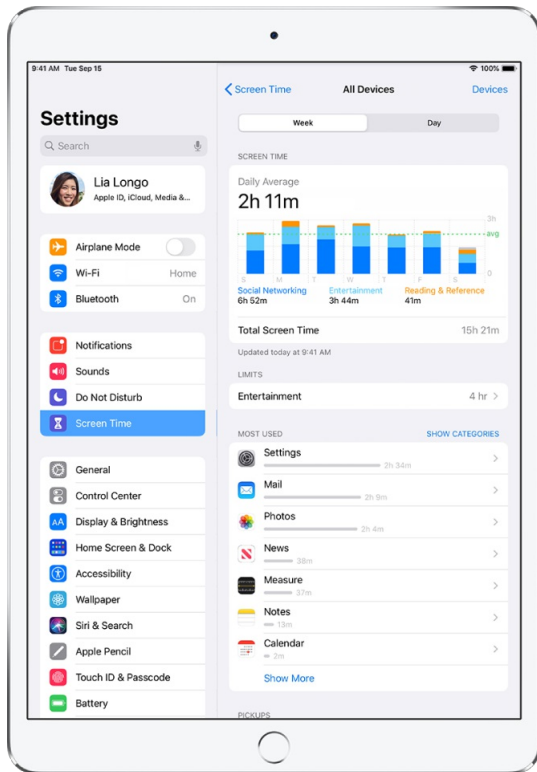 9:41 AM Tue Sep 15
100%
Settings
Search
Lia Longo
Apple ID, iCloud, Media &...
Airplane Mode
Wi-Fi Home
Bluetooth On
Notifications
Sounds
Do Not Disturb
Screen Time
General
Control Center
AA Display & Brightness
Home Screen & Dock
Accessibility
Wallpaper
Siri & Search
Apple Pencil
Touch ID & Passcode
Battery
Screen Time All Devices Devices
Week Day
SCREEN TIME
Daily Average
2h 11m
3h
avg
0
S M T W T F S
Social Networking Entertainment Reading & Reference
6h 52m 3h 44m 41m
Total Screen Time 15h 21m
Updated today at 9:41 AM
LIMITS
Entertainment 4 hr
MOST USED SHOW CATEGORIES
Settings
2h 34m
Mail
2h 9m
Photos
2h 4m
News
38m
Measure
37m
Notes
13m
Calendar
2m
Show More
PICKUPS